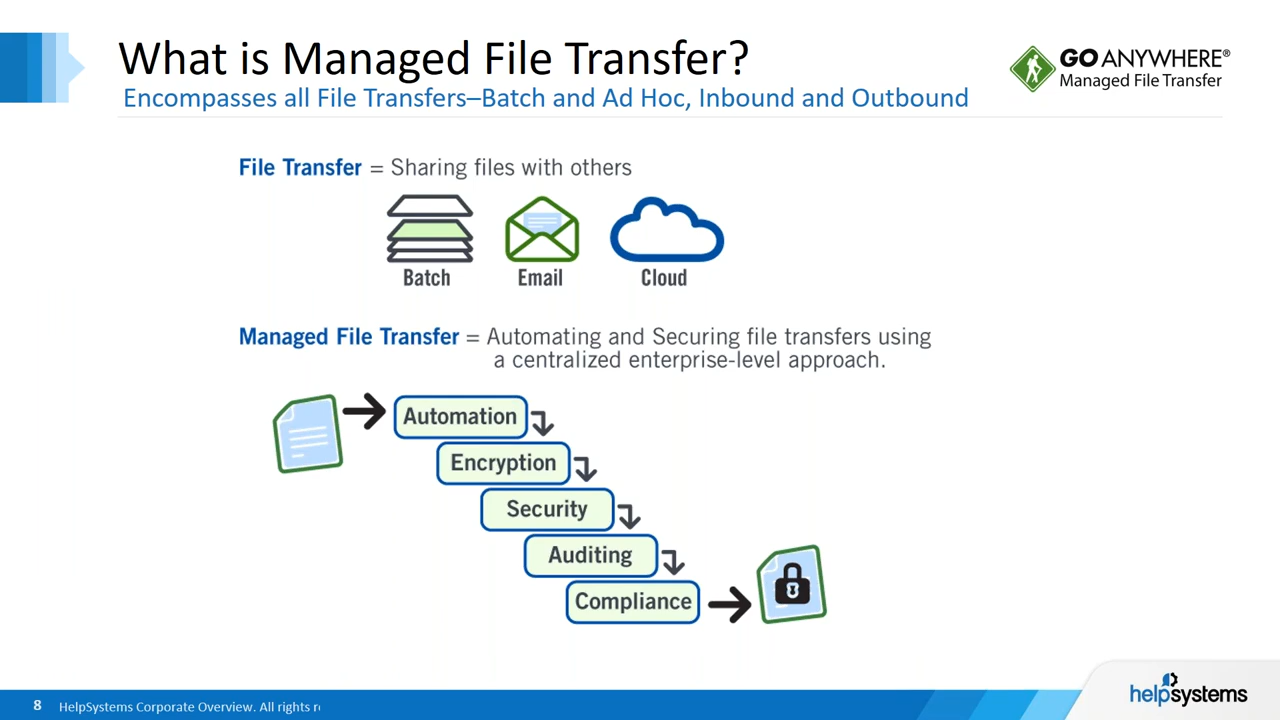 What is Managed File Transfer?
Encompasses all File Transfers–Batch and Ad Hoc, Inbound and Outbound
GO ANYWHERE®
Managed File Transfer
File Transfer = Sharing files with others
Batch
Email
Cloud
Managed File Transfer = Automating and Securing file transfers using
a centralized enterprise-level approach.
Automation
Encryption
Security
Auditing
Compliance
8
HelpSystems Corporate Overview. All rights
helpsystems